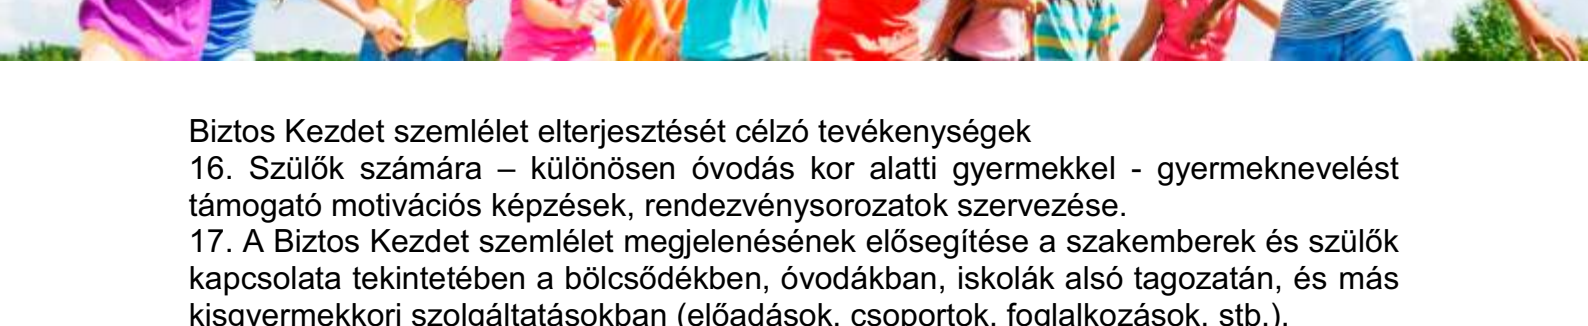 Biztos Kezdet szemlélet elterjesztését célzó tevékenységek
16. Szülők számára – különösen óvodás kor alatti gyermekkel - gyermeknevelést
támogató motivációs képzések, rendezvénysorozatok szervezése.
17. A Biztos Kezdet szemlélet megjelenésének elősegítése a szakemberek és szülők
kapcsolata tekintetében a bölcsődékben, óvodákban, iskolák alsó tagozatán, és más
kisgyermekkori szolgáltatásokban (előadások, csoportok, foglalkozások, stb.).